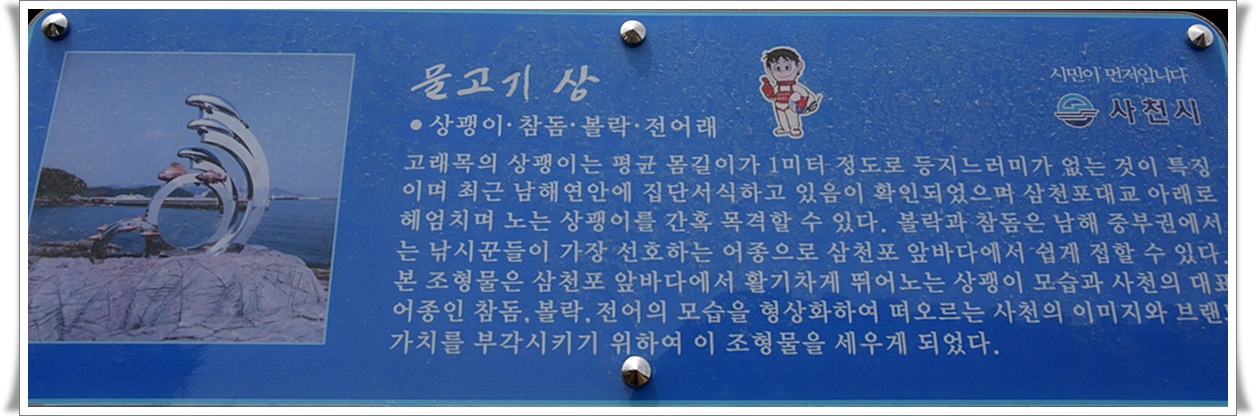 물고기 상
시민이 먼저입니다
사천시
● 상괭이·참돔·볼락·전어래
고래목의 상괭이는 평균 몸길이가 1미터 정도로 등지느러미가 없는 것이 특징
이며 최근 남해연안에 집단서식하고 있음이 확인되었으며 삼천포대교 아래로
헤엄치며 노는 상괭이를 간혹 목격할 수 있다. 볼락과 참돔은 남해 중부권에서
는 낚시꾼들이 가장 선호하는 어종으로 삼천포 앞바다에서 쉽게 접할 수 있다.
본 조형물은 삼천포 앞바다에서 활기차게 뛰어노는 상괭이 모습과 사천의 대표
어종인 참돔, 볼락, 전어의 모습을 형상화하여 떠오르는 사천의 이미지와 브랜드
가치를 부각시키기 위하여 이 조형물을 세우게 되었다.